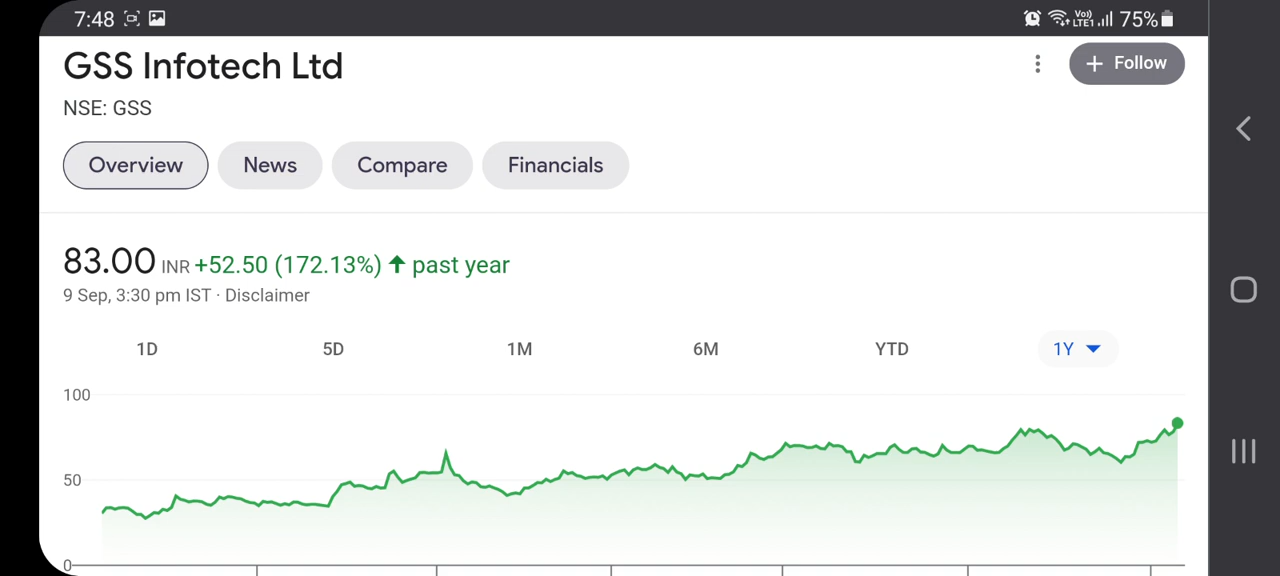 7:48 Vo) LTE1 75%
GSS Infotech Ltd
+ Follow
NSE: GSS
Overview News Compare Financials
83.00 INR +52.50 (172.13%) ↑ past year
9 Sep, 3:30 pm IST · Disclaimer
1D 5D 1M 6M YTD 1Y
100
50
0